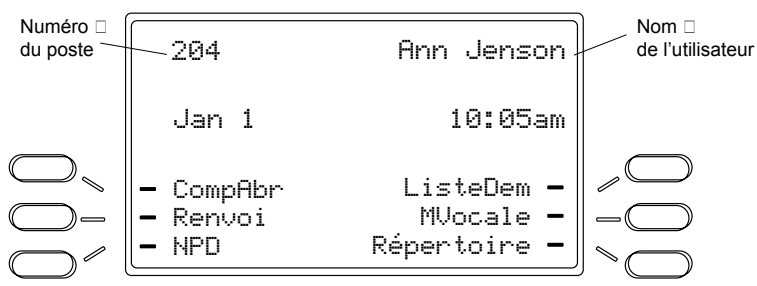 Numéro
du poste
Nom
de l'utilisateur
204 Ann Jenson
Jan 1 10:05am
CompAbr ListeDem
Renvoi MVocale
NPD Répertoire